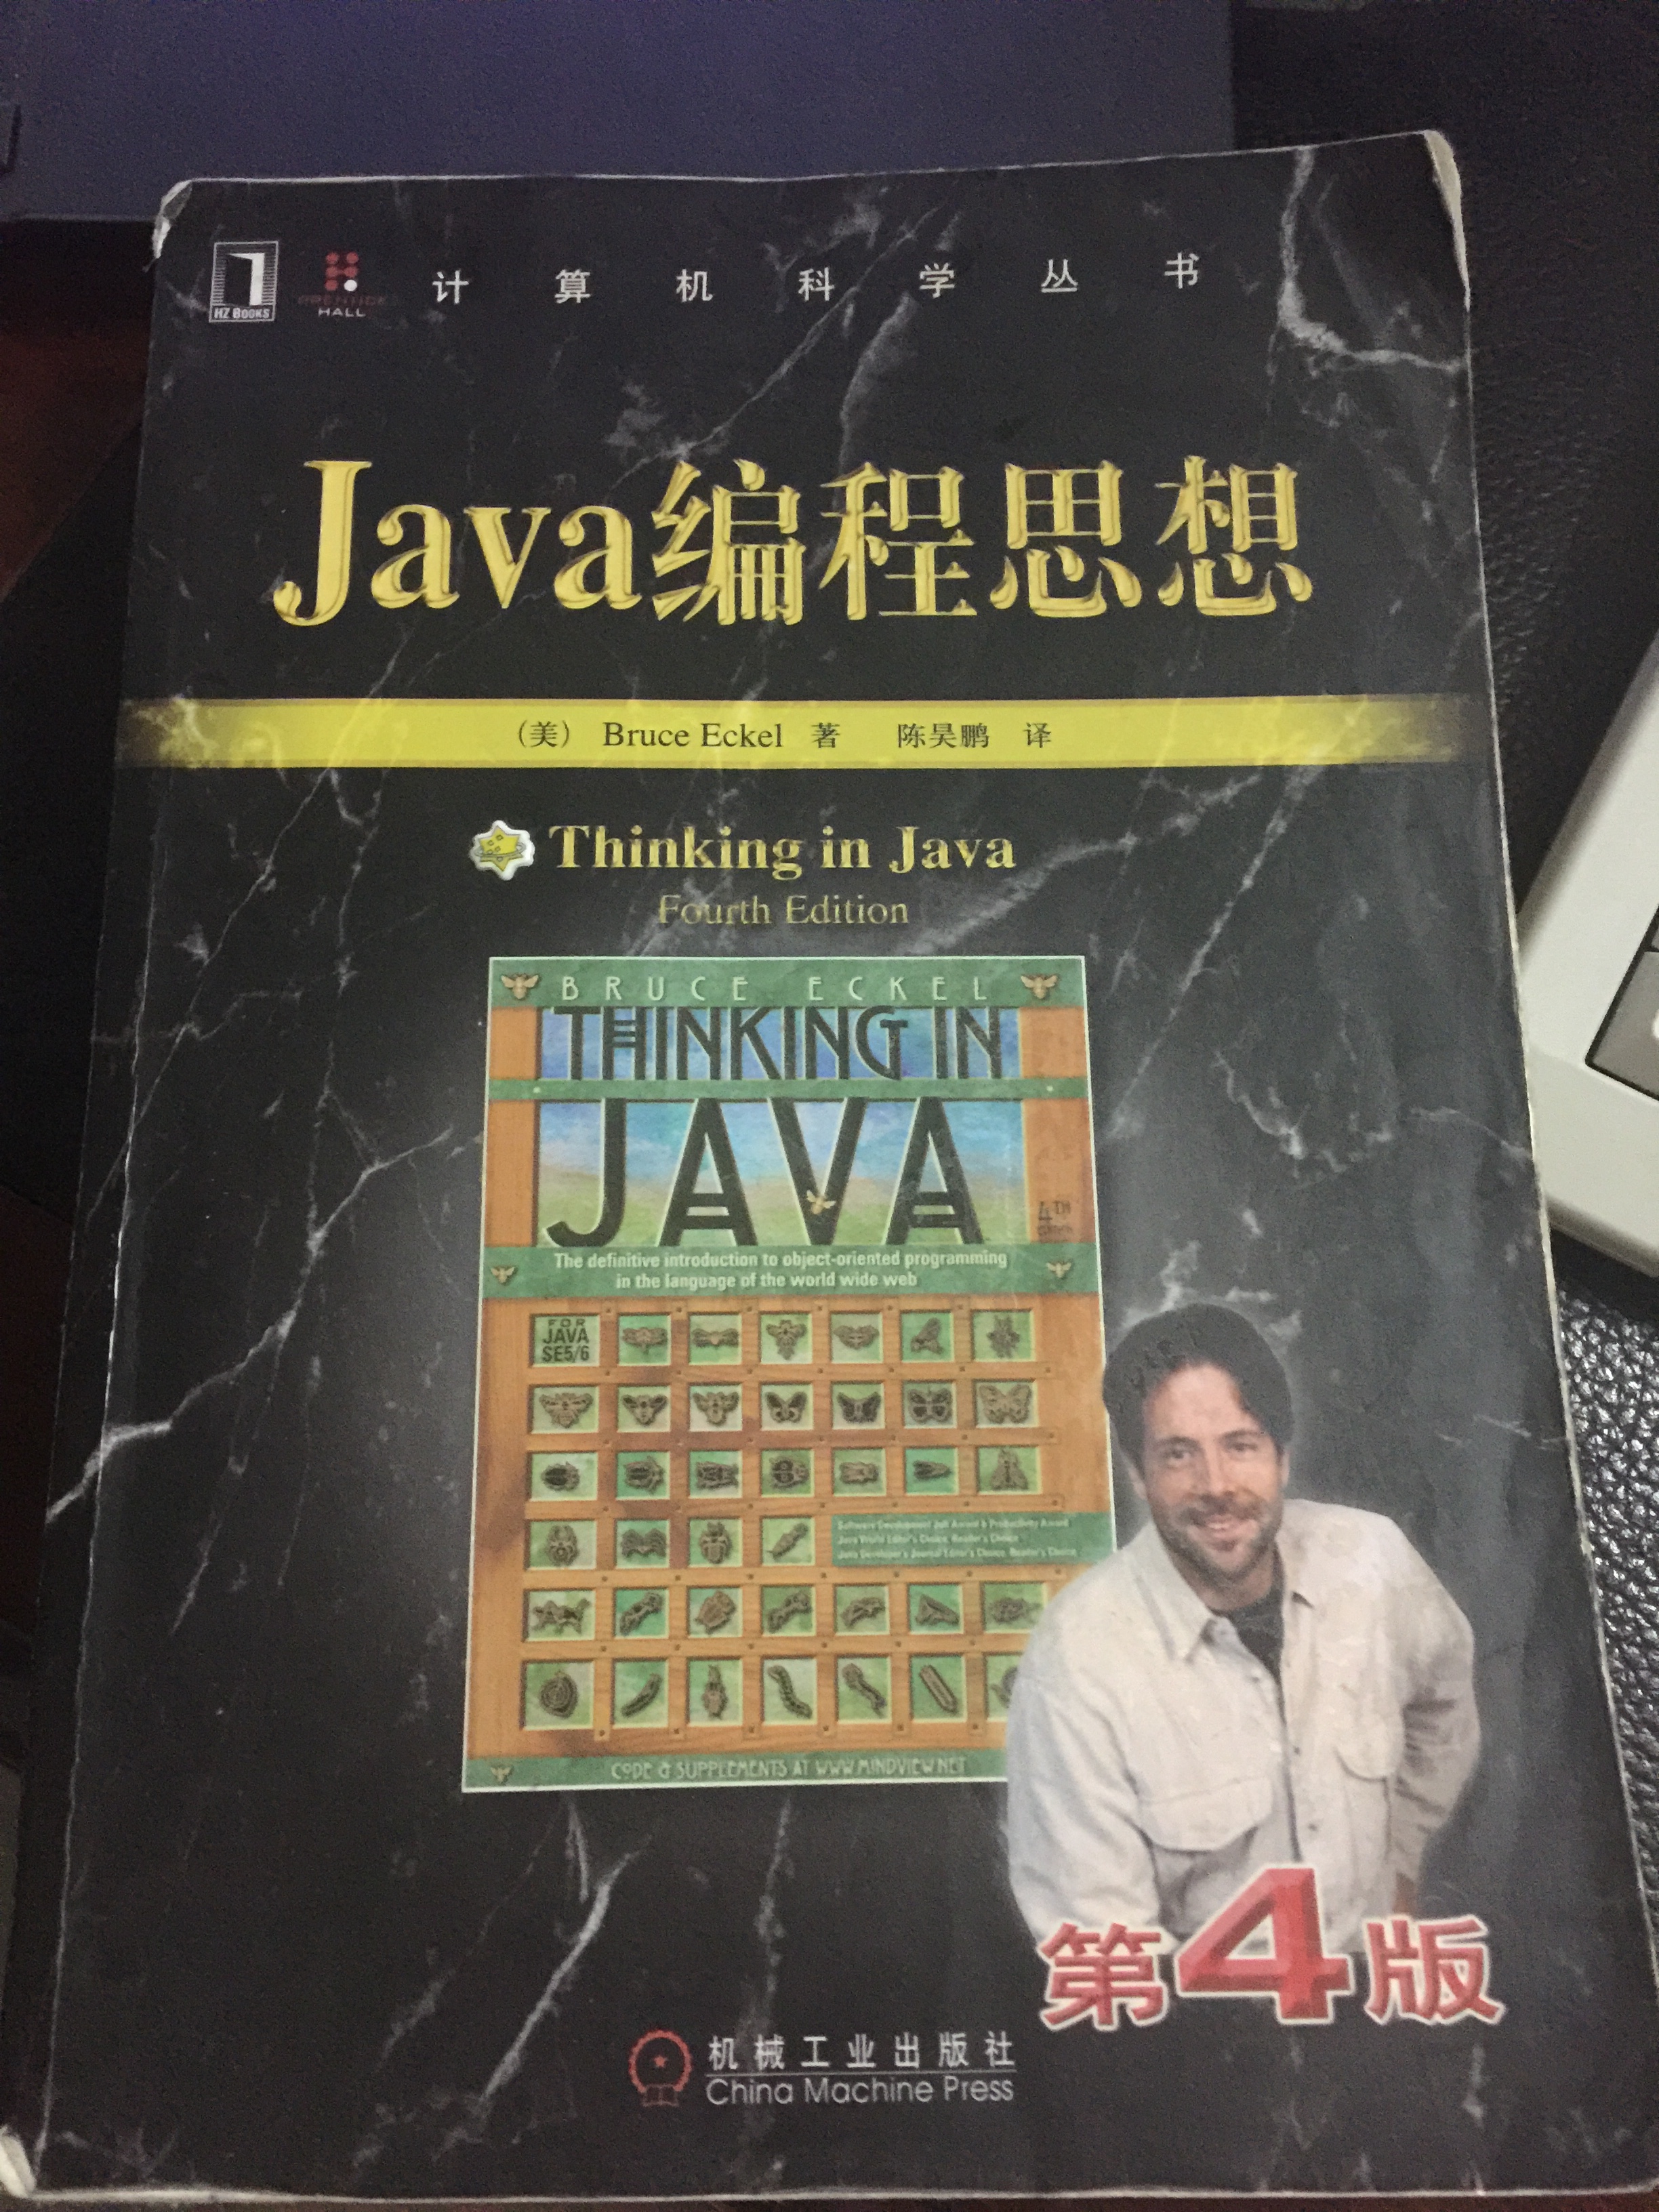 HZ BOOKS
PRENTICE
HALL
计算机科学丛书
Java编程思想
（美） Bruce Eckel 著 陈昊鹏 译
Thinking in Java
Fourth Edition
BRUCE ECKEL
THINKING IN
JAVA
4TH
EDITION
The definitive introduction to object-oriented programming
in the language of the world wide web
FOR
JAVA
SE5/6
Software Development Jolt Award & Productivity Award
Java World Editor's Choice, Reader's Choice
Java Developer's Journal Editor's Choice, Reader's Choice
CODE & SUPPLEMENTS AT WWW.MINDVIEW.NET
第4版
机械工业出版社
China Machine Press